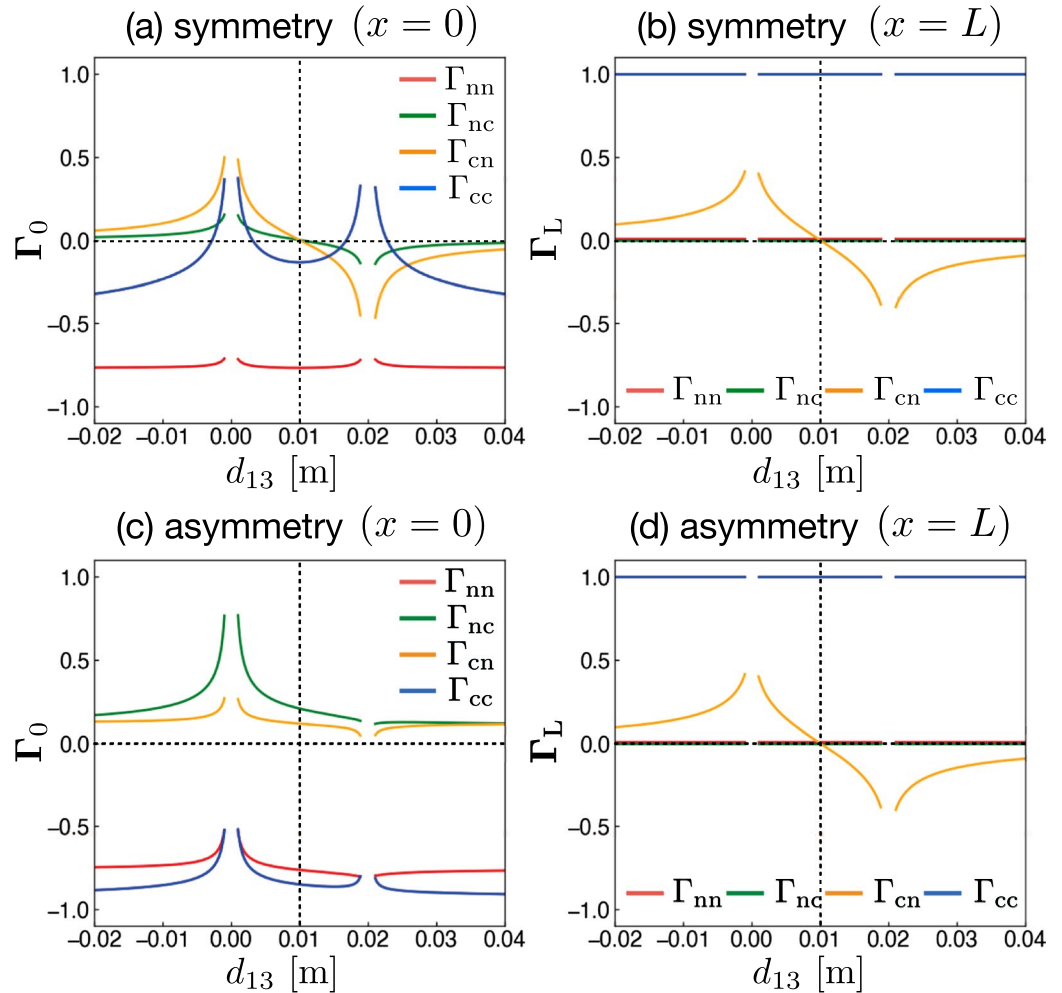 (a) symmetry (x = 0)
1.0
0.5
0.0
−0.5
−1.0
Γ0
Γnn
Γnc
Γcn
Γcc
−0.02 −0.01 0.00 0.01 0.02 0.03 0.04
d13 [m]
(b) symmetry (x = L)
1.0
0.5
0.0
−0.5
−1.0
ΓL
Γnn Γnc Γcn Γcc
−0.02 −0.01 0.00 0.01 0.02 0.03 0.04
d13 [m]
(c) asymmetry (x = 0)
1.0
0.5
0.0
−0.5
−1.0
Γ0
Γnn
Γnc
Γcn
Γcc
−0.02 −0.01 0.00 0.01 0.02 0.03 0.04
d13 [m]
(d) asymmetry (x = L)
1.0
0.5
0.0
−0.5
−1.0
ΓL
Γnn Γnc Γcn Γcc
−0.02 −0.01 0.00 0.01 0.02 0.03 0.04
d13 [m]